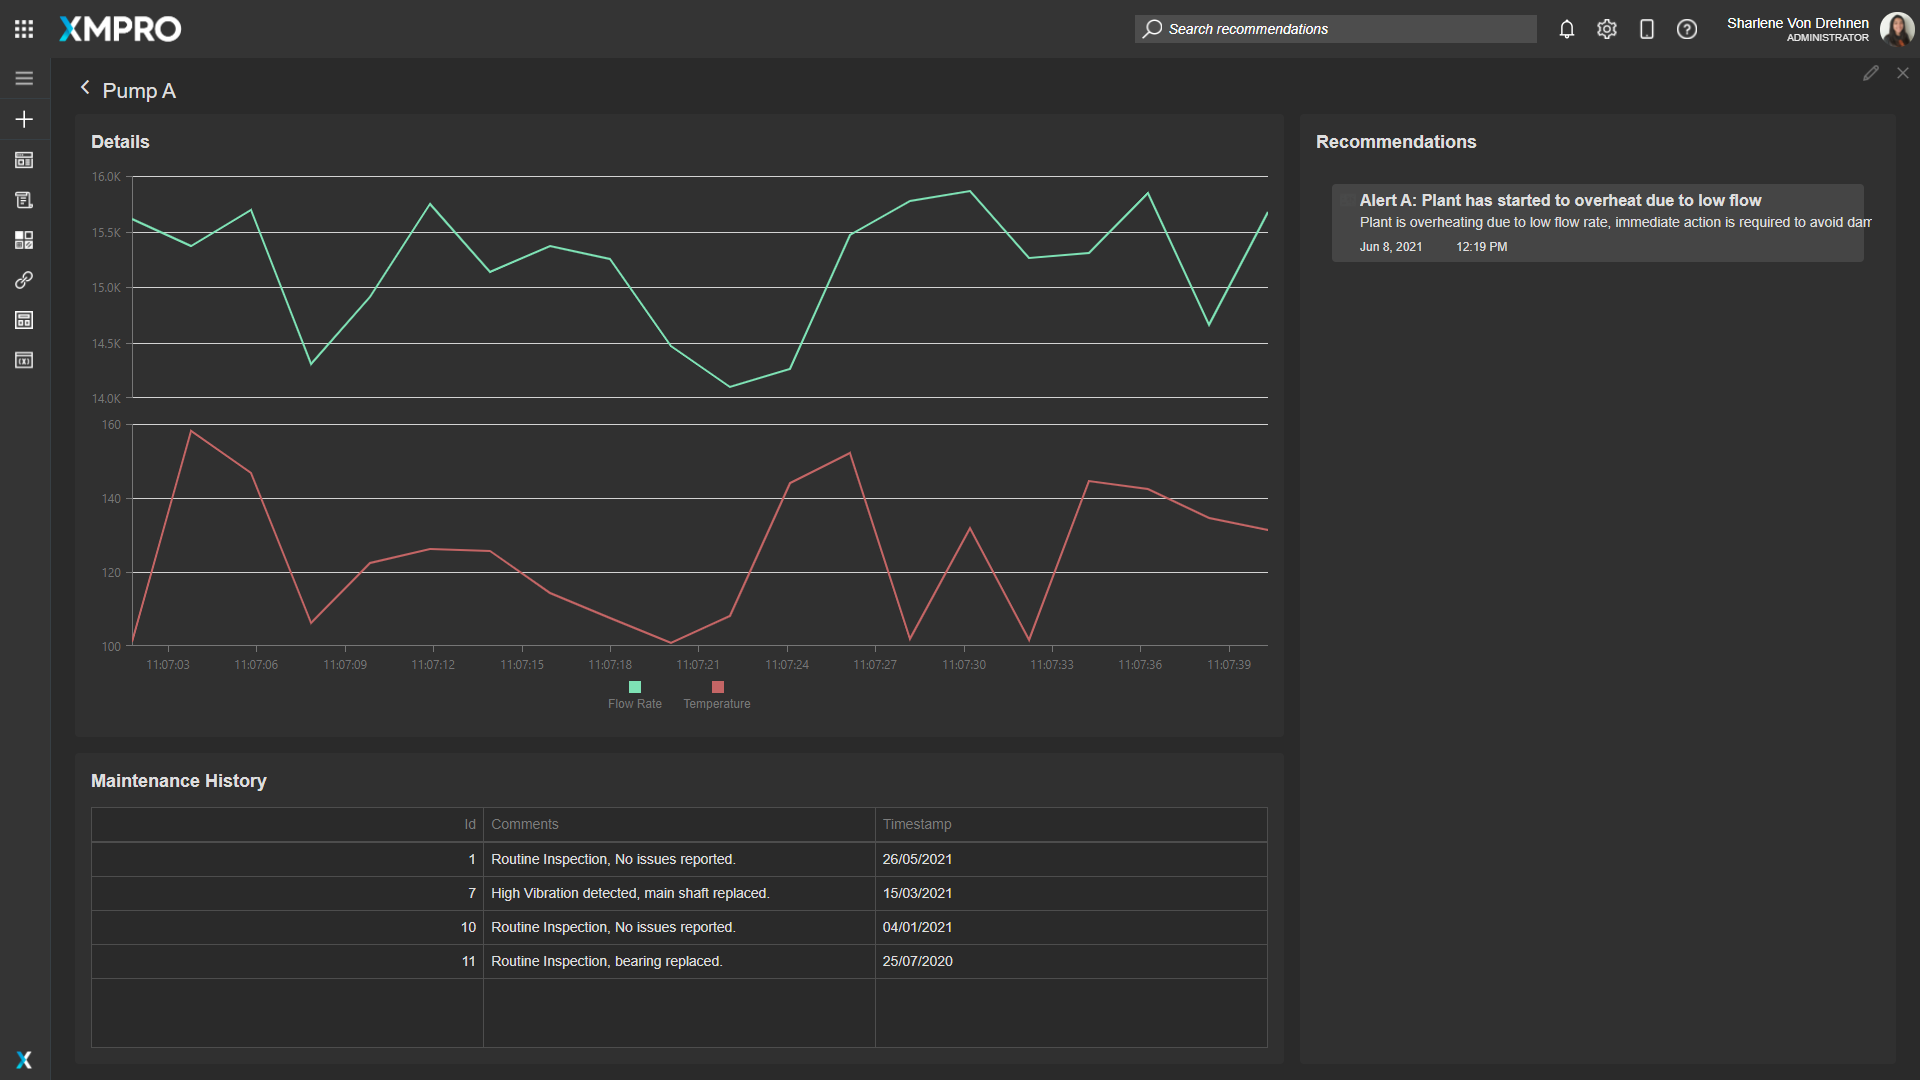 XMPRO
Search recommendations
Sharlene Von Drehnen
ADMINISTRATOR
Pump A
Details
16.0K
15.5K
15.0K
14.5K
14.0K
160
140
120
100
11:07:03 11:07:06 11:07:09 11:07:12 11:07:15 11:07:18 11:07:21 11:07:24 11:07:27 11:07:30 11:07:33 11:07:36 11:07:39
Flow Rate Temperature
Maintenance History
Id Comments Timestamp
1 Routine Inspection, No issues reported. 26/05/2021
7 High Vibration detected, main shaft replaced. 15/03/2021
10 Routine Inspection, No issues reported. 04/01/2021
11 Routine Inspection, bearing replaced. 25/07/2020
Recommendations
Alert A: Plant has started to overheat due to low flow
Plant is overheating due to low flow rate, immediate action is required to avoid dam
Jun 8, 2021 12:19 PM